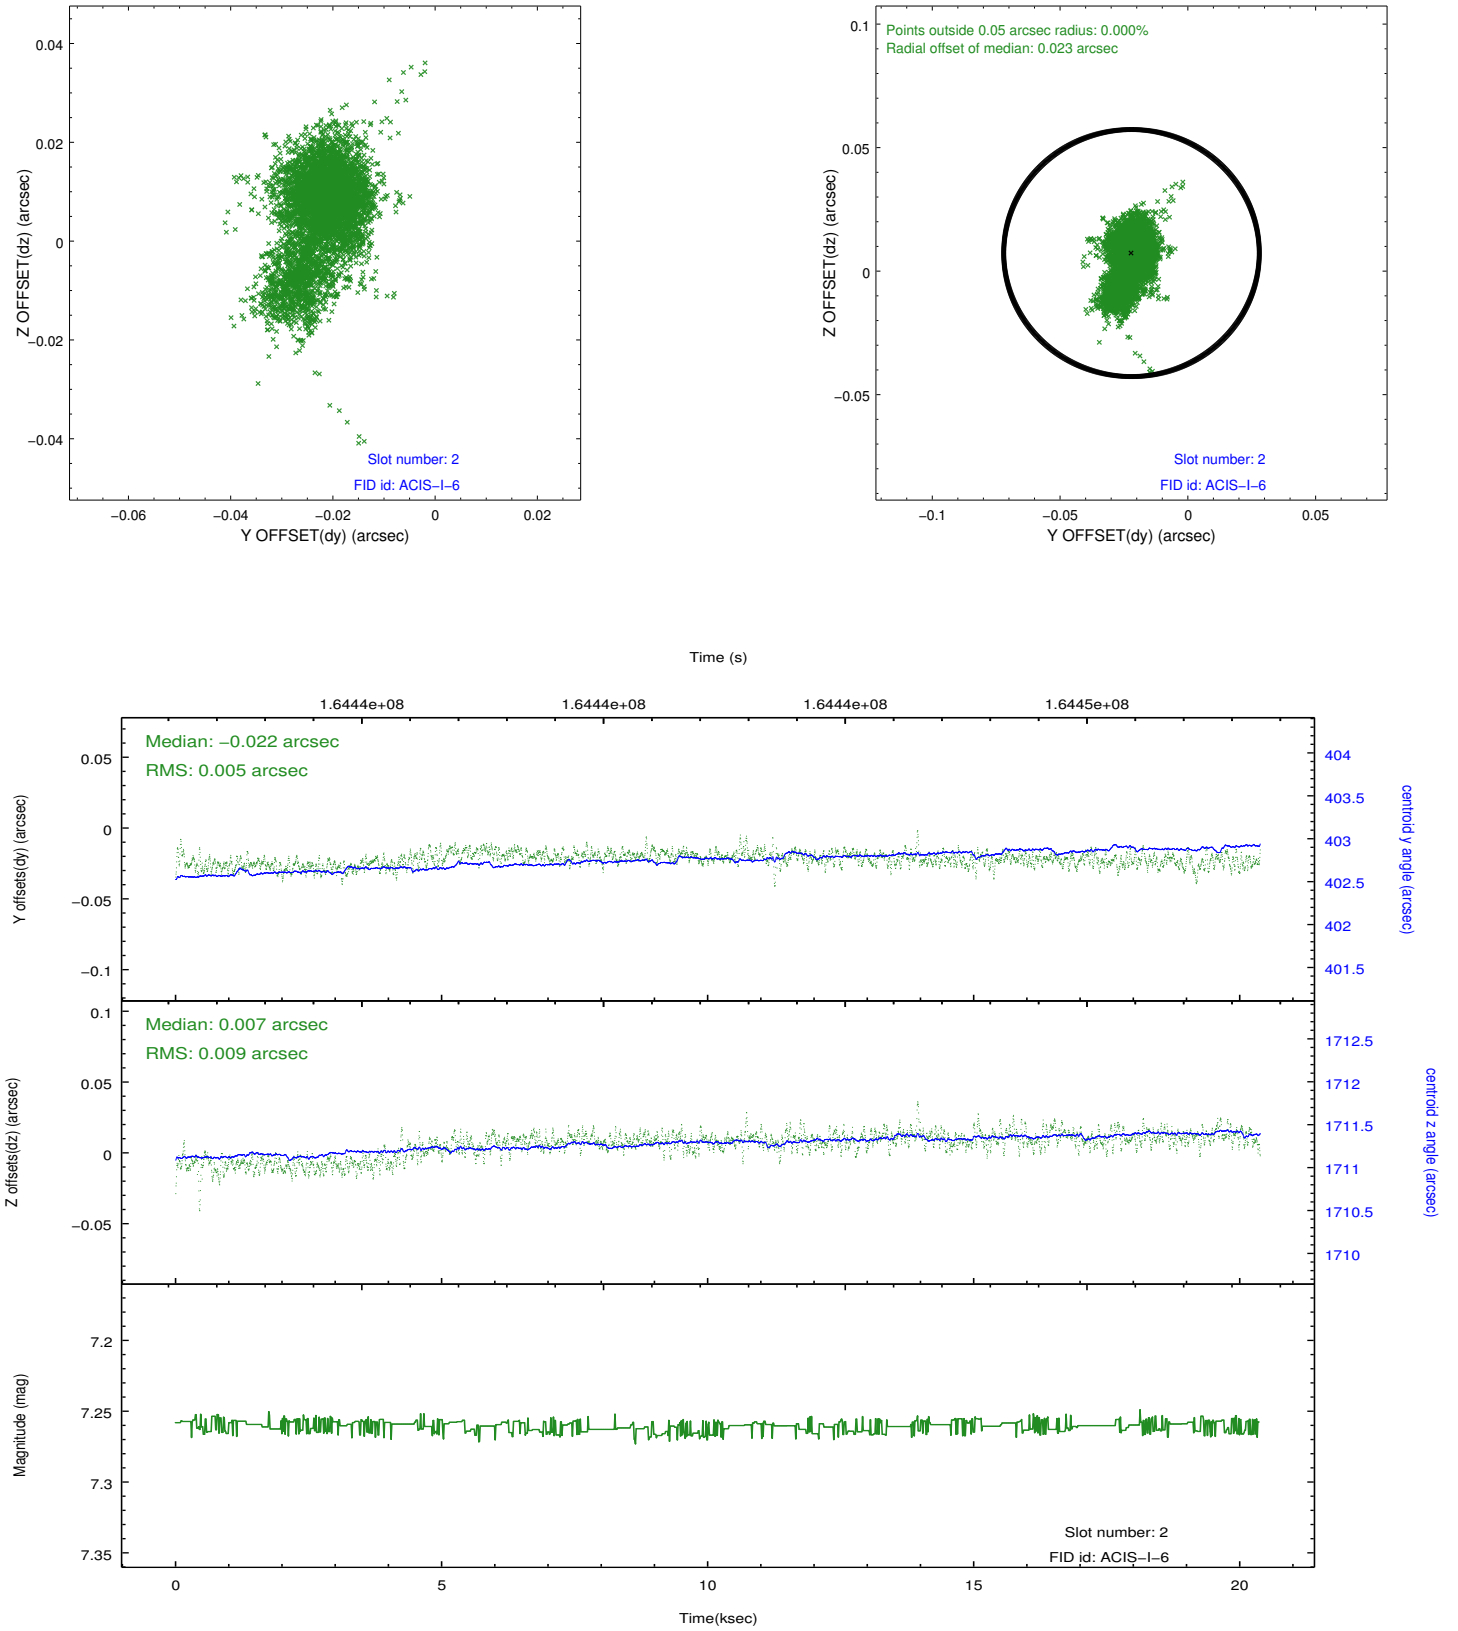 0.04
0.02
0
−0.02
−0.04
Z OFFSET(dz) (arcsec)
Slot number: 2
FID id: ACIS−I−6
−0.06
−0.04
−0.02
0
0.02
Y OFFSET(dy) (arcsec)
Points outside 0.05 arcsec radius: 0.000%
Radial offset of median: 0.023 arcsec
0.1
0.05
0
−0.05
Z OFFSET(dz) (arcsec)
Slot number: 2
FID id: ACIS−I−6
−0.1
−0.05
0
0.05
Y OFFSET(dy) (arcsec)
Time (s)
1.6444e+08
1.6444e+08
1.6444e+08
1.6445e+08
Median: −0.022 arcsec
RMS: 0.005 arcsec
0.05
0
−0.05
−0.1
Y offsets(dy) (arcsec)
404
403.5
403
402.5
402
401.5
centroid y angle (arcsec)
Median: 0.007 arcsec
RMS: 0.009 arcsec
0.1
0.05
0
−0.05
Z offsets(dz) (arcsec)
1712.5
1712
1711.5
1711
1710.5
1710
centroid z angle (arcsec)
7.2
7.25
7.3
7.35
Magnitude (mag)
Slot number: 2
FID id: ACIS−I−6
0
5
10
15
20
Time(ksec)